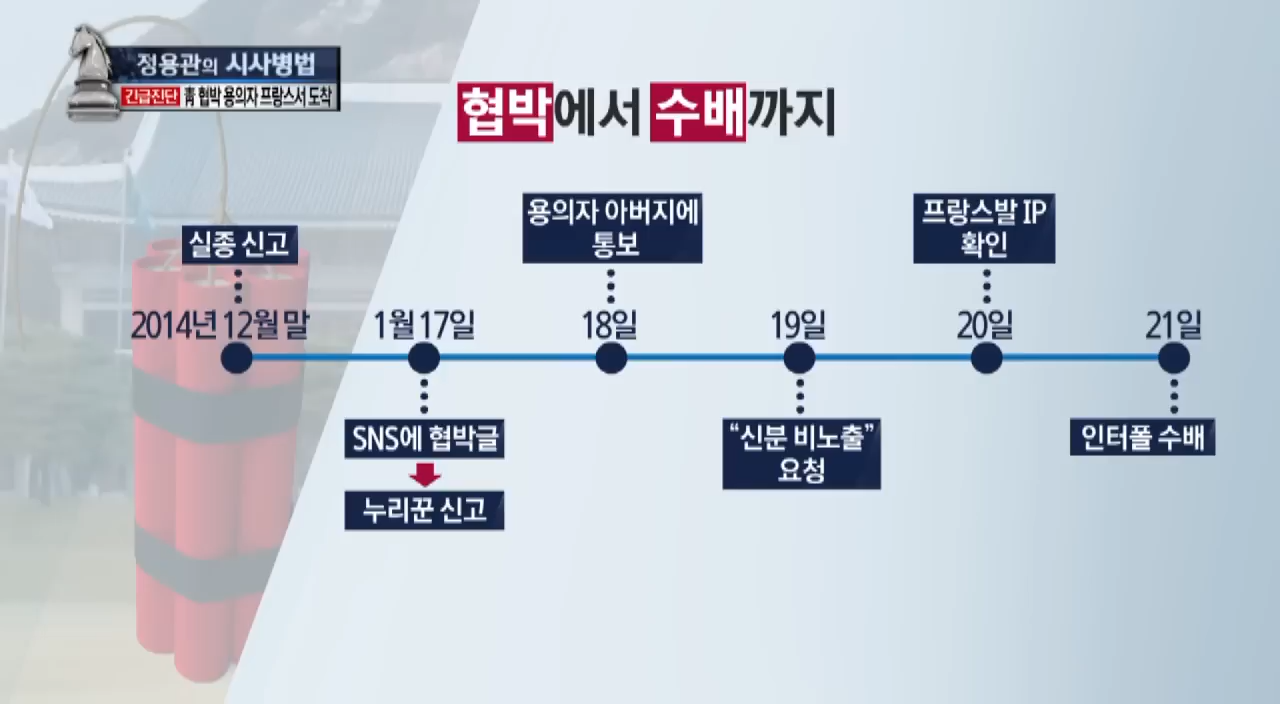 정용관의 시사병법
긴급진단 靑 협박 용의자 프랑스서 도착
협박에서 수배까지
실종 신고
2014년 12월 말
1월 17일
SNS에 협박글
누리꾼 신고
용의자 아버지에
통보
18일
19일
“신분 비노출”
요청
프랑스발 IP
확인
20일
21일
인터폴 수배